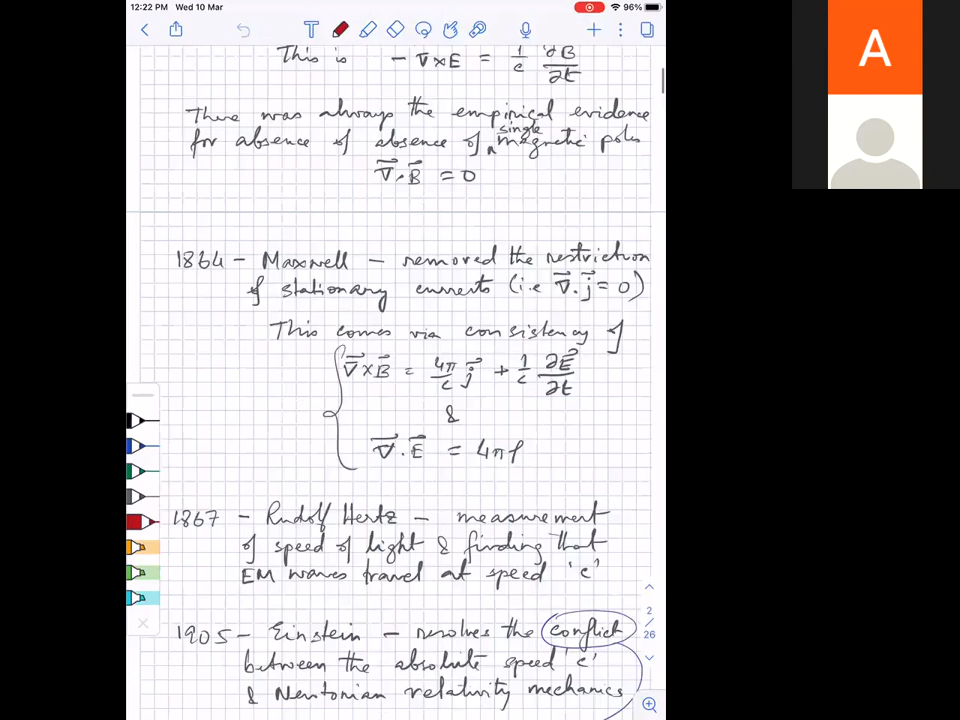 12:22 PM Wed 10 Mar
96%
This is - ∇×E = 1/c ∂B/∂t
There was always the empirical evidence
for absence of absence of single magnetic poles
∇⃗·B⃗ = 0
1864 - Maxwell - removed the restriction
of stationary currents (i.e ∇⃗·j⃗ = 0)
This comes via consistency of
∇⃗×B⃗ = 4π/c j⃗ + 1/c ∂E⃗/∂t
&
∇⃗·E⃗ = 4πρ
1867 - Rudolf Hertz - measurement
of speed of light & finding that
EM waves travel at speed 'c'
1905 - Einstein - resolves the conflict
between the absolute speed 'c'
& Newtonian relativity mechanics
2
/
26
A